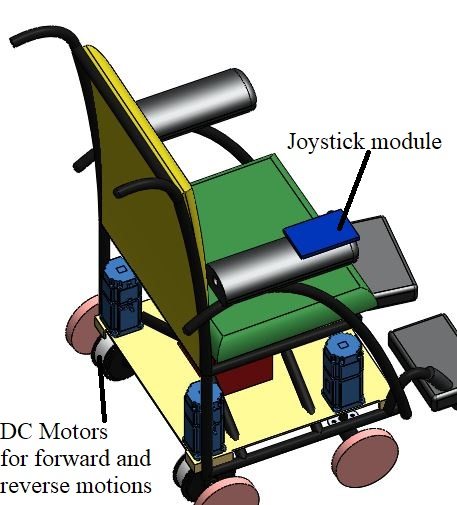 Joystick module
DC Motors
for forward and
reverse motions